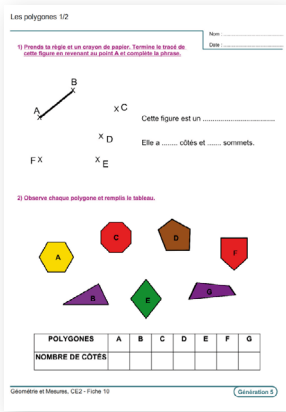 Les polygones 1/2
Nom :
Date :
1) Prends ta règle et un crayon de papier. Termine le tracé de
cette figure en revenant au point A et complète la phrase.
B
A
x C
Cette figure est un ..............................
x D
Elle a ........ côtés et ....... sommets.
F x
x E
2) Observe chaque polygone et remplis le tableau.
C
D
F
A
G
B
E
POLYGONES A B C D E F G
NOMBRE DE CÔTÉS
Géométrie et Mesures, CE2 - Fiche 10
Génération 5